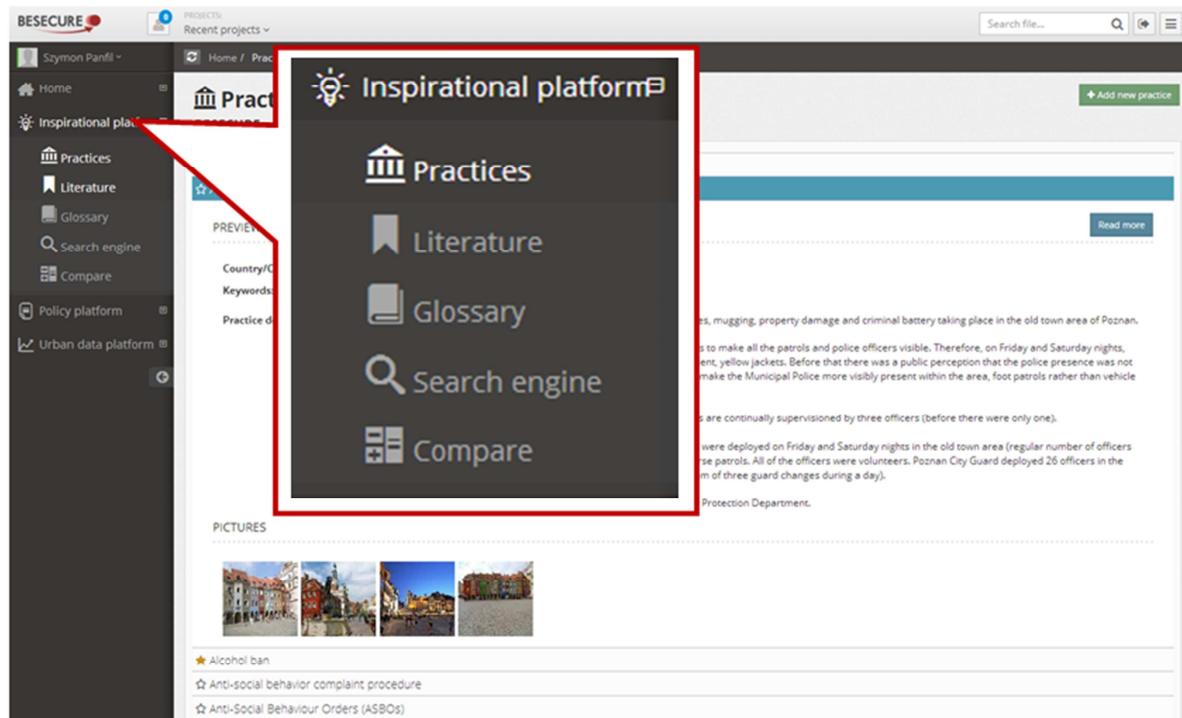 BESECURE
0
PROJECTS:
Recent projects
Search file...
Szymon Panfil
Home / Prac
Home
Inspirational plat
Practices
Literature
Glossary
Search engine
Compare
Policy platform
Urban data platform
Pract
+ Add new practice
Inspirational platform
Practices
Literature
Glossary
Search engine
Compare
PREVIE
Read more
Country/C
Keywords:
Practice de
es, mugging, property damage and criminal battery taking place in the old town area of Poznan.
s to make all the patrols and police officers visible. Therefore, on Friday and Saturday nights,
ent, yellow jackets. Before that there was a public perception that the police presence was not
make the Municipal Police more visibly present within the area, foot patrols rather than vehicle
s are continually supervised by three officers (before there were only one).
were deployed on Friday and Saturday nights in the old town area (regular number of officers
rse patrols. All of the officers were volunteers. Poznan City Guard deployed 26 officers in the
m of three guard changes during a day).
Protection Department.
PICTURES
Alcohol ban
Anti-social behavior complaint procedure
Anti-Social Behaviour Orders (ASBOs)